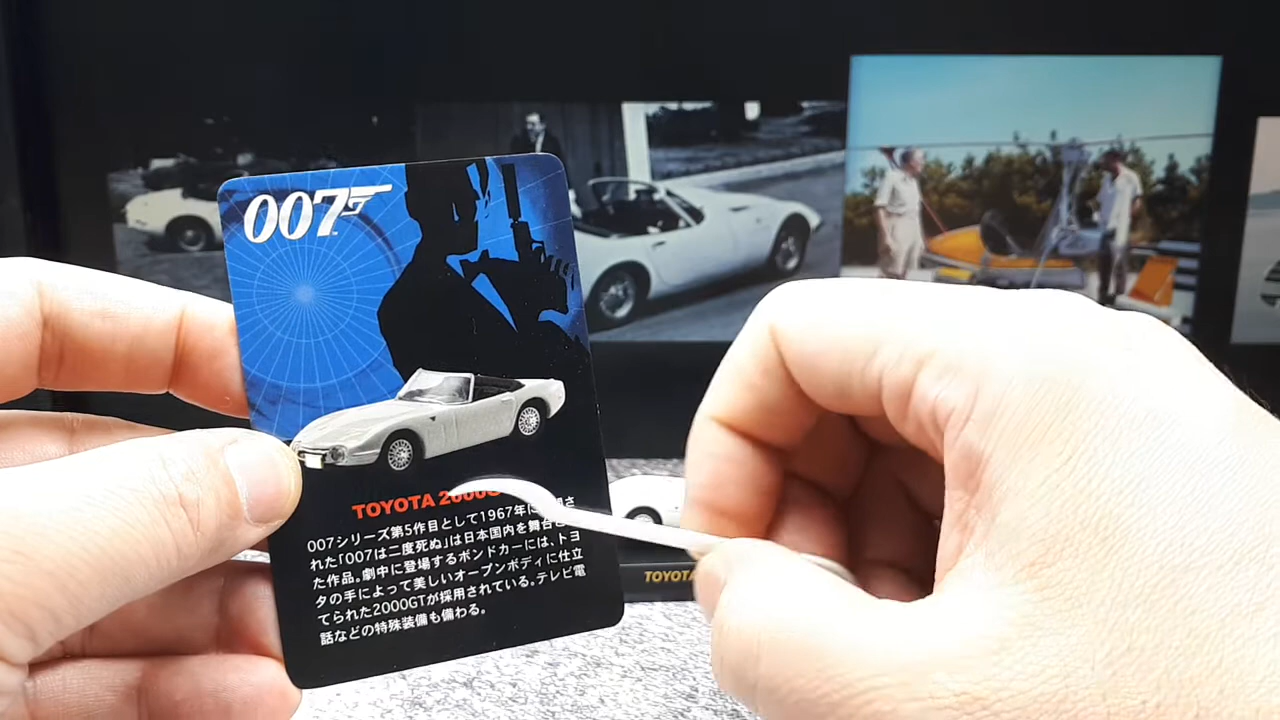 007
TOYOTA 2000G
007シリーズ第5作目として1967年に
れた「007は二度死ぬ」は日本国内を舞台と
た作品。劇中に登場するボンドカーには、トヨ
タの手によって美しいオープンボディに仕立
てられた2000GTが採用されている。テレビ電
話などの特殊装備も備わる。
TOYOTA